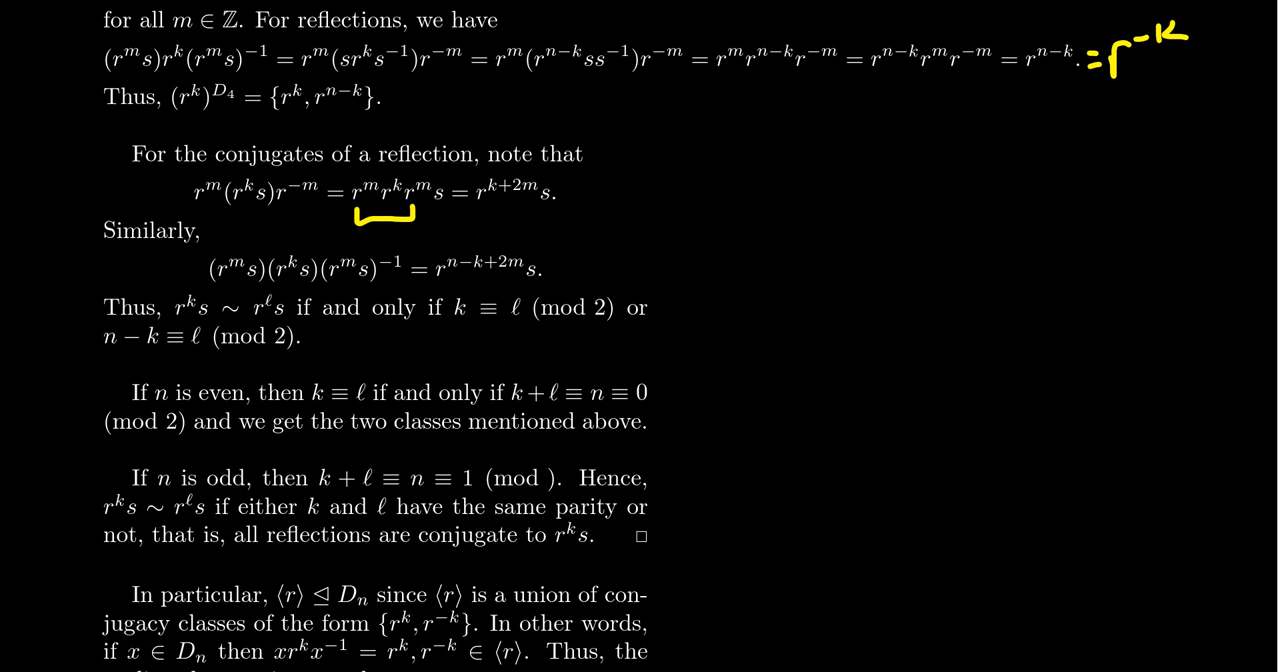 for all m ∈ ℤ. For reflections, we have
(r^m s)r^k(r^m s)^{−1} = r^m(sr^k s^{−1})r^{−m} = r^m(r^{n−k}ss^{−1})r^{−m} = r^m r^{n−k}r^{−m} = r^{n−k}r^m r^{−m} = r^{n−k}. = r^{−k}
Thus, (r^k)^{D_4} = {r^k, r^{n−k}}.
For the conjugates of a reflection, note that
r^m(r^k s)r^{−m} = r^m r^k r^m s = r^{k+2m}s.
Similarly,
(r^m s)(r^k s)(r^m s)^{−1} = r^{n−k+2m}s.
Thus, r^k s ∼ r^ℓ s if and only if k ≡ ℓ (mod 2) or
n − k ≡ ℓ (mod 2).
If n is even, then k ≡ ℓ if and only if k + ℓ ≡ n ≡ 0
(mod 2) and we get the two classes mentioned above.
If n is odd, then k + ℓ ≡ n ≡ 1 (mod ). Hence,
r^k s ∼ r^ℓ s if either k and ℓ have the same parity or
not, that is, all reflections are conjugate to r^k s. □
In particular, ⟨r⟩ ⊴ D_n since ⟨r⟩ is a union of con-
jugacy classes of the form {r^k, r^{−k}}. In other words,
if x ∈ D_n then xr^k x^{−1} = r^k, r^{−k} ∈ ⟨r⟩. Thus, the